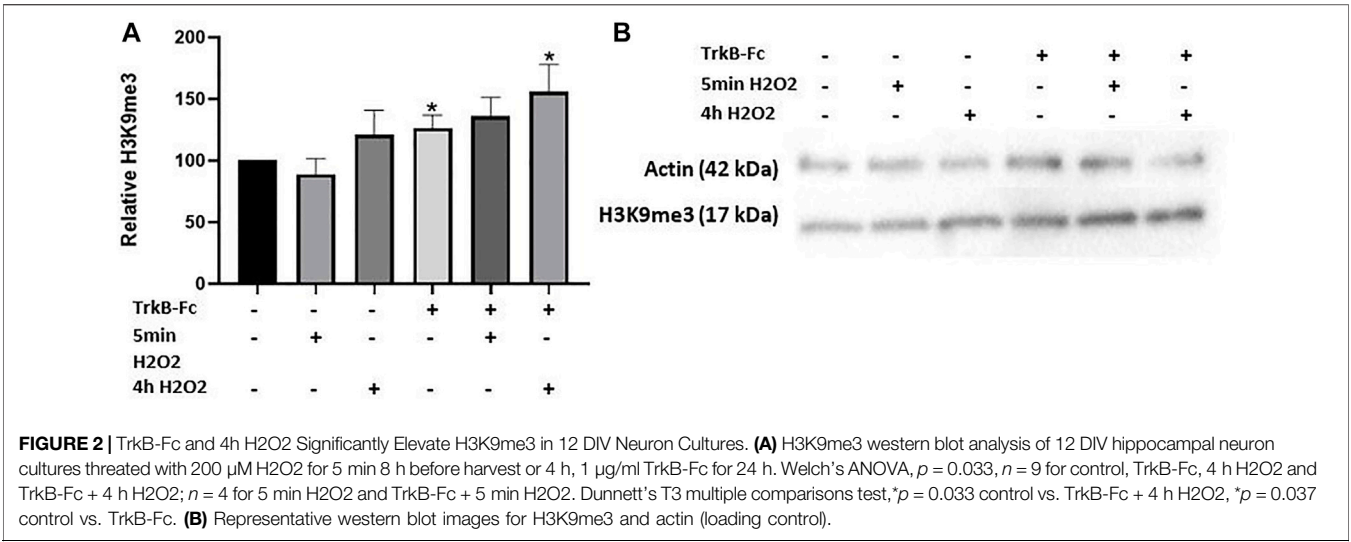 A
200
150
100
50
0
Relative H3K9me3
*
*
TrkB-Fc - - - + + +
5min - + - - + -
H2O2
4h H2O2 - - + - - +
B
TrkB-Fc - - - + + +
5min H2O2 - + - - + -
4h H2O2 - - + - - +
Actin (42 kDa)
H3K9me3 (17 kDa)
FIGURE 2 | TrkB-Fc and 4h H2O2 Significantly Elevate H3K9me3 in 12 DIV Neuron Cultures. (A) H3K9me3 western blot analysis of 12 DIV hippocampal neuron
cultures threated with 200 µM H2O2 for 5 min 8 h before harvest or 4 h, 1 µg/ml TrkB-Fc for 24 h. Welch's ANOVA, p = 0.033, n = 9 for control, TrkB-Fc, 4 h H2O2 and
TrkB-Fc + 4 h H2O2; n = 4 for 5 min H2O2 and TrkB-Fc + 5 min H2O2. Dunnett's T3 multiple comparisons test,*p = 0.033 control vs. TrkB-Fc + 4 h H2O2, *p = 0.037
control vs. TrkB-Fc. (B) Representative western blot images for H3K9me3 and actin (loading control).